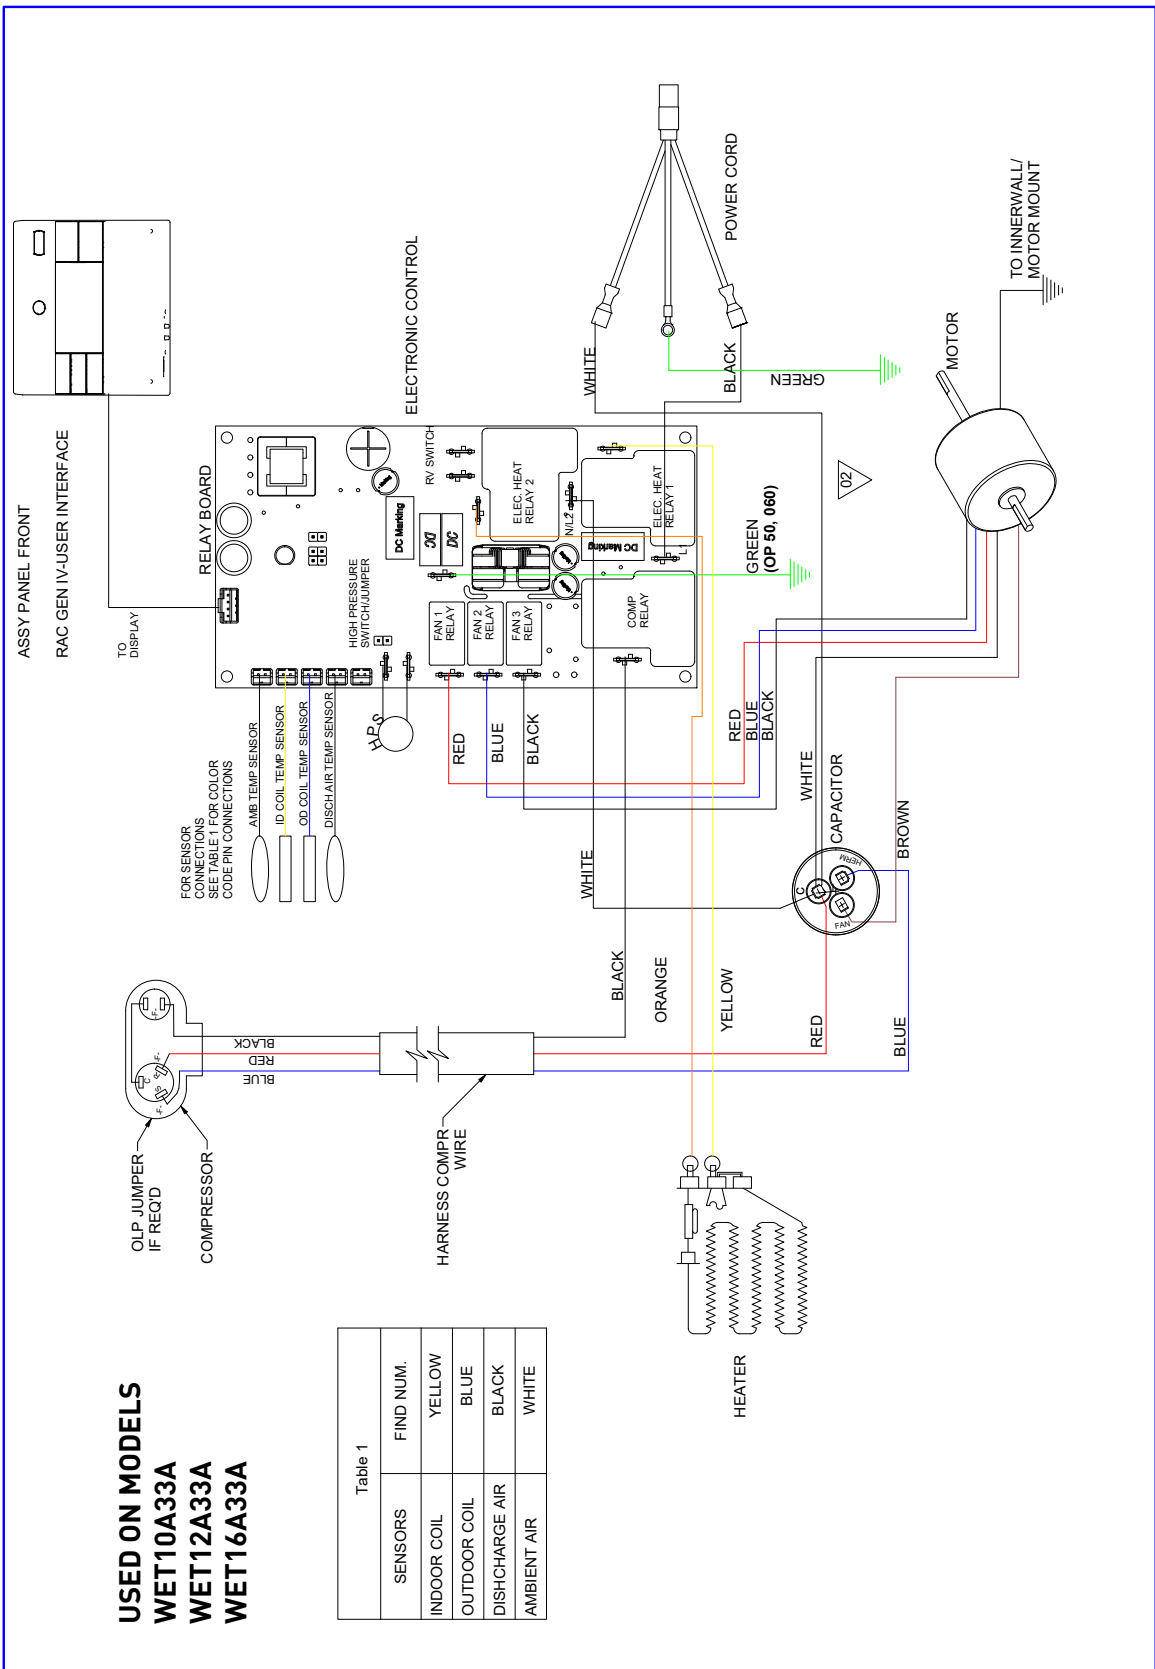 USED ON MODELS
WET10A33A
WET12A33A
WET16A33A
Table 1
SENSORS
FIND NUM.
INDOOR COIL
YELLOW
OUTDOOR COIL
BLUE
DISHCHARGE AIR
BLACK
AMBIENT AIR
WHITE
OLP JUMPER
IF REQ'D
COMPRESSOR
C
S
R
-F-
-F-
-F-
BLACK
RED
BLUE
HARNESS COMPR
WIRE
FOR SENSOR
CONNECTIONS
SEE TABLE 1 FOR COLOR
CODE PIN CONNECTIONS
AMB TEMP SENSOR
ID COIL TEMP SENSOR
OD COIL TEMP SENSOR
DISCH AIR TEMP SENSOR
H.P.S
ASSY PANEL FRONT
RAC GEN IV-USER INTERFACE
TO
DISPLAY
RELAY BOARD
ELECTRONIC CONTROL
HIGH PRESSURE
SWITCH/JUMPER
RV SWITCH
DC Marking
DC
DC
FAN 1
RELAY
FAN 2
RELAY
FAN 3
RELAY
ELEC. HEAT
RELAY 2
N/L2
DC Marking
ELEC. HEAT
RELAY 1
L1
COMP
RELAY
RED
BLUE
BLACK
WHITE
BLACK
ORANGE
YELLOW
HEATER
GREEN
(OP 50, 060)
RED
BLUE
BLACK
WHITE
CAPACITOR
C
HERM
FAN
BROWN
RED
BLUE
WHITE
BLACK
GREEN
POWER CORD
02
MOTOR
TO INNERWALL/
MOTOR MOUNT